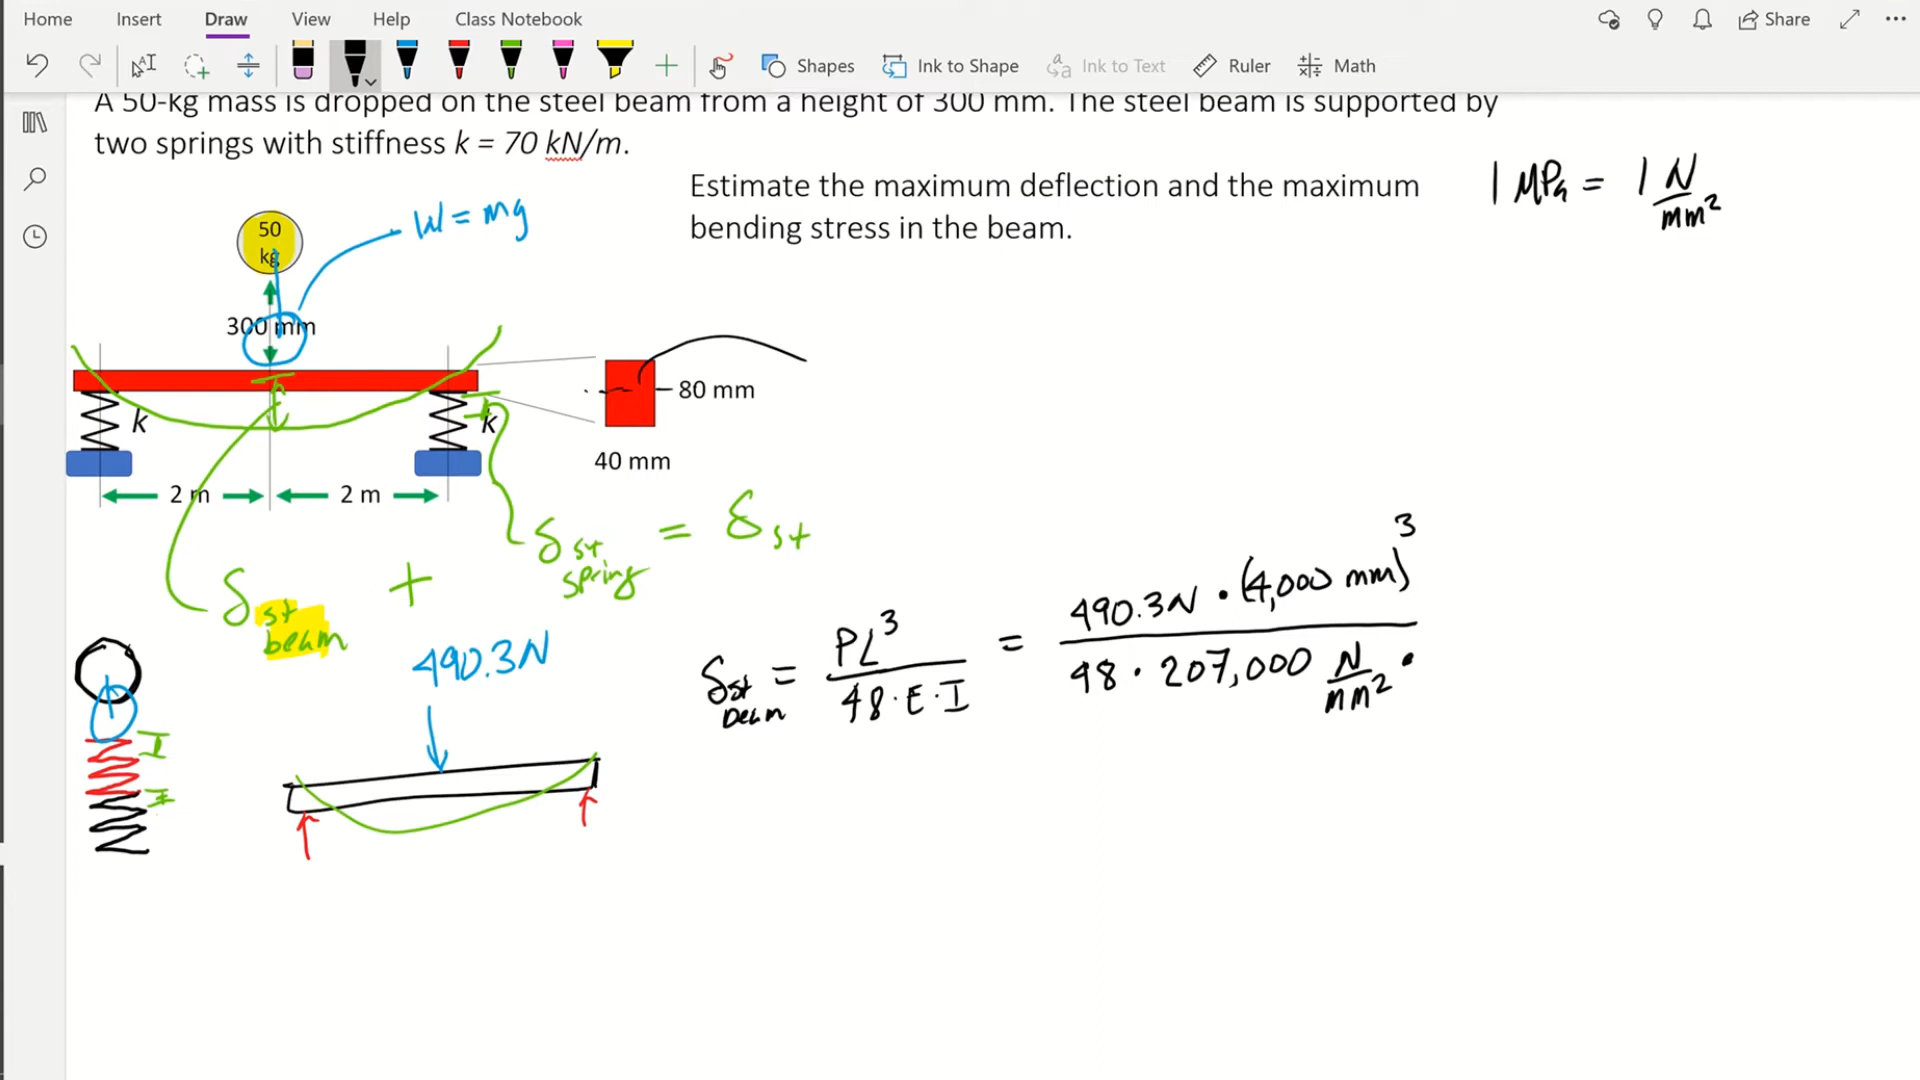 Home Insert Draw View Help Class Notebook Share
Shapes Ink to Shape Ink to Text Ruler Math
A 50-kg mass is dropped on the steel beam from a height of 300 mm. The steel beam is supported by
two springs with stiffness k = 70 kN/m.
Estimate the maximum deflection and the maximum
bending stress in the beam.
1 MPa = 1 N/mm²
W = mg
50
kg
300 mm
k
k
80 mm
40 mm
2 m
2 m
δ st beam + δ st spring = δ st
490.3N
δ st beam = PL³ / 48·E·I = 490.3N · (4,000 mm)³ / 48 · 207,000 N/mm² ·